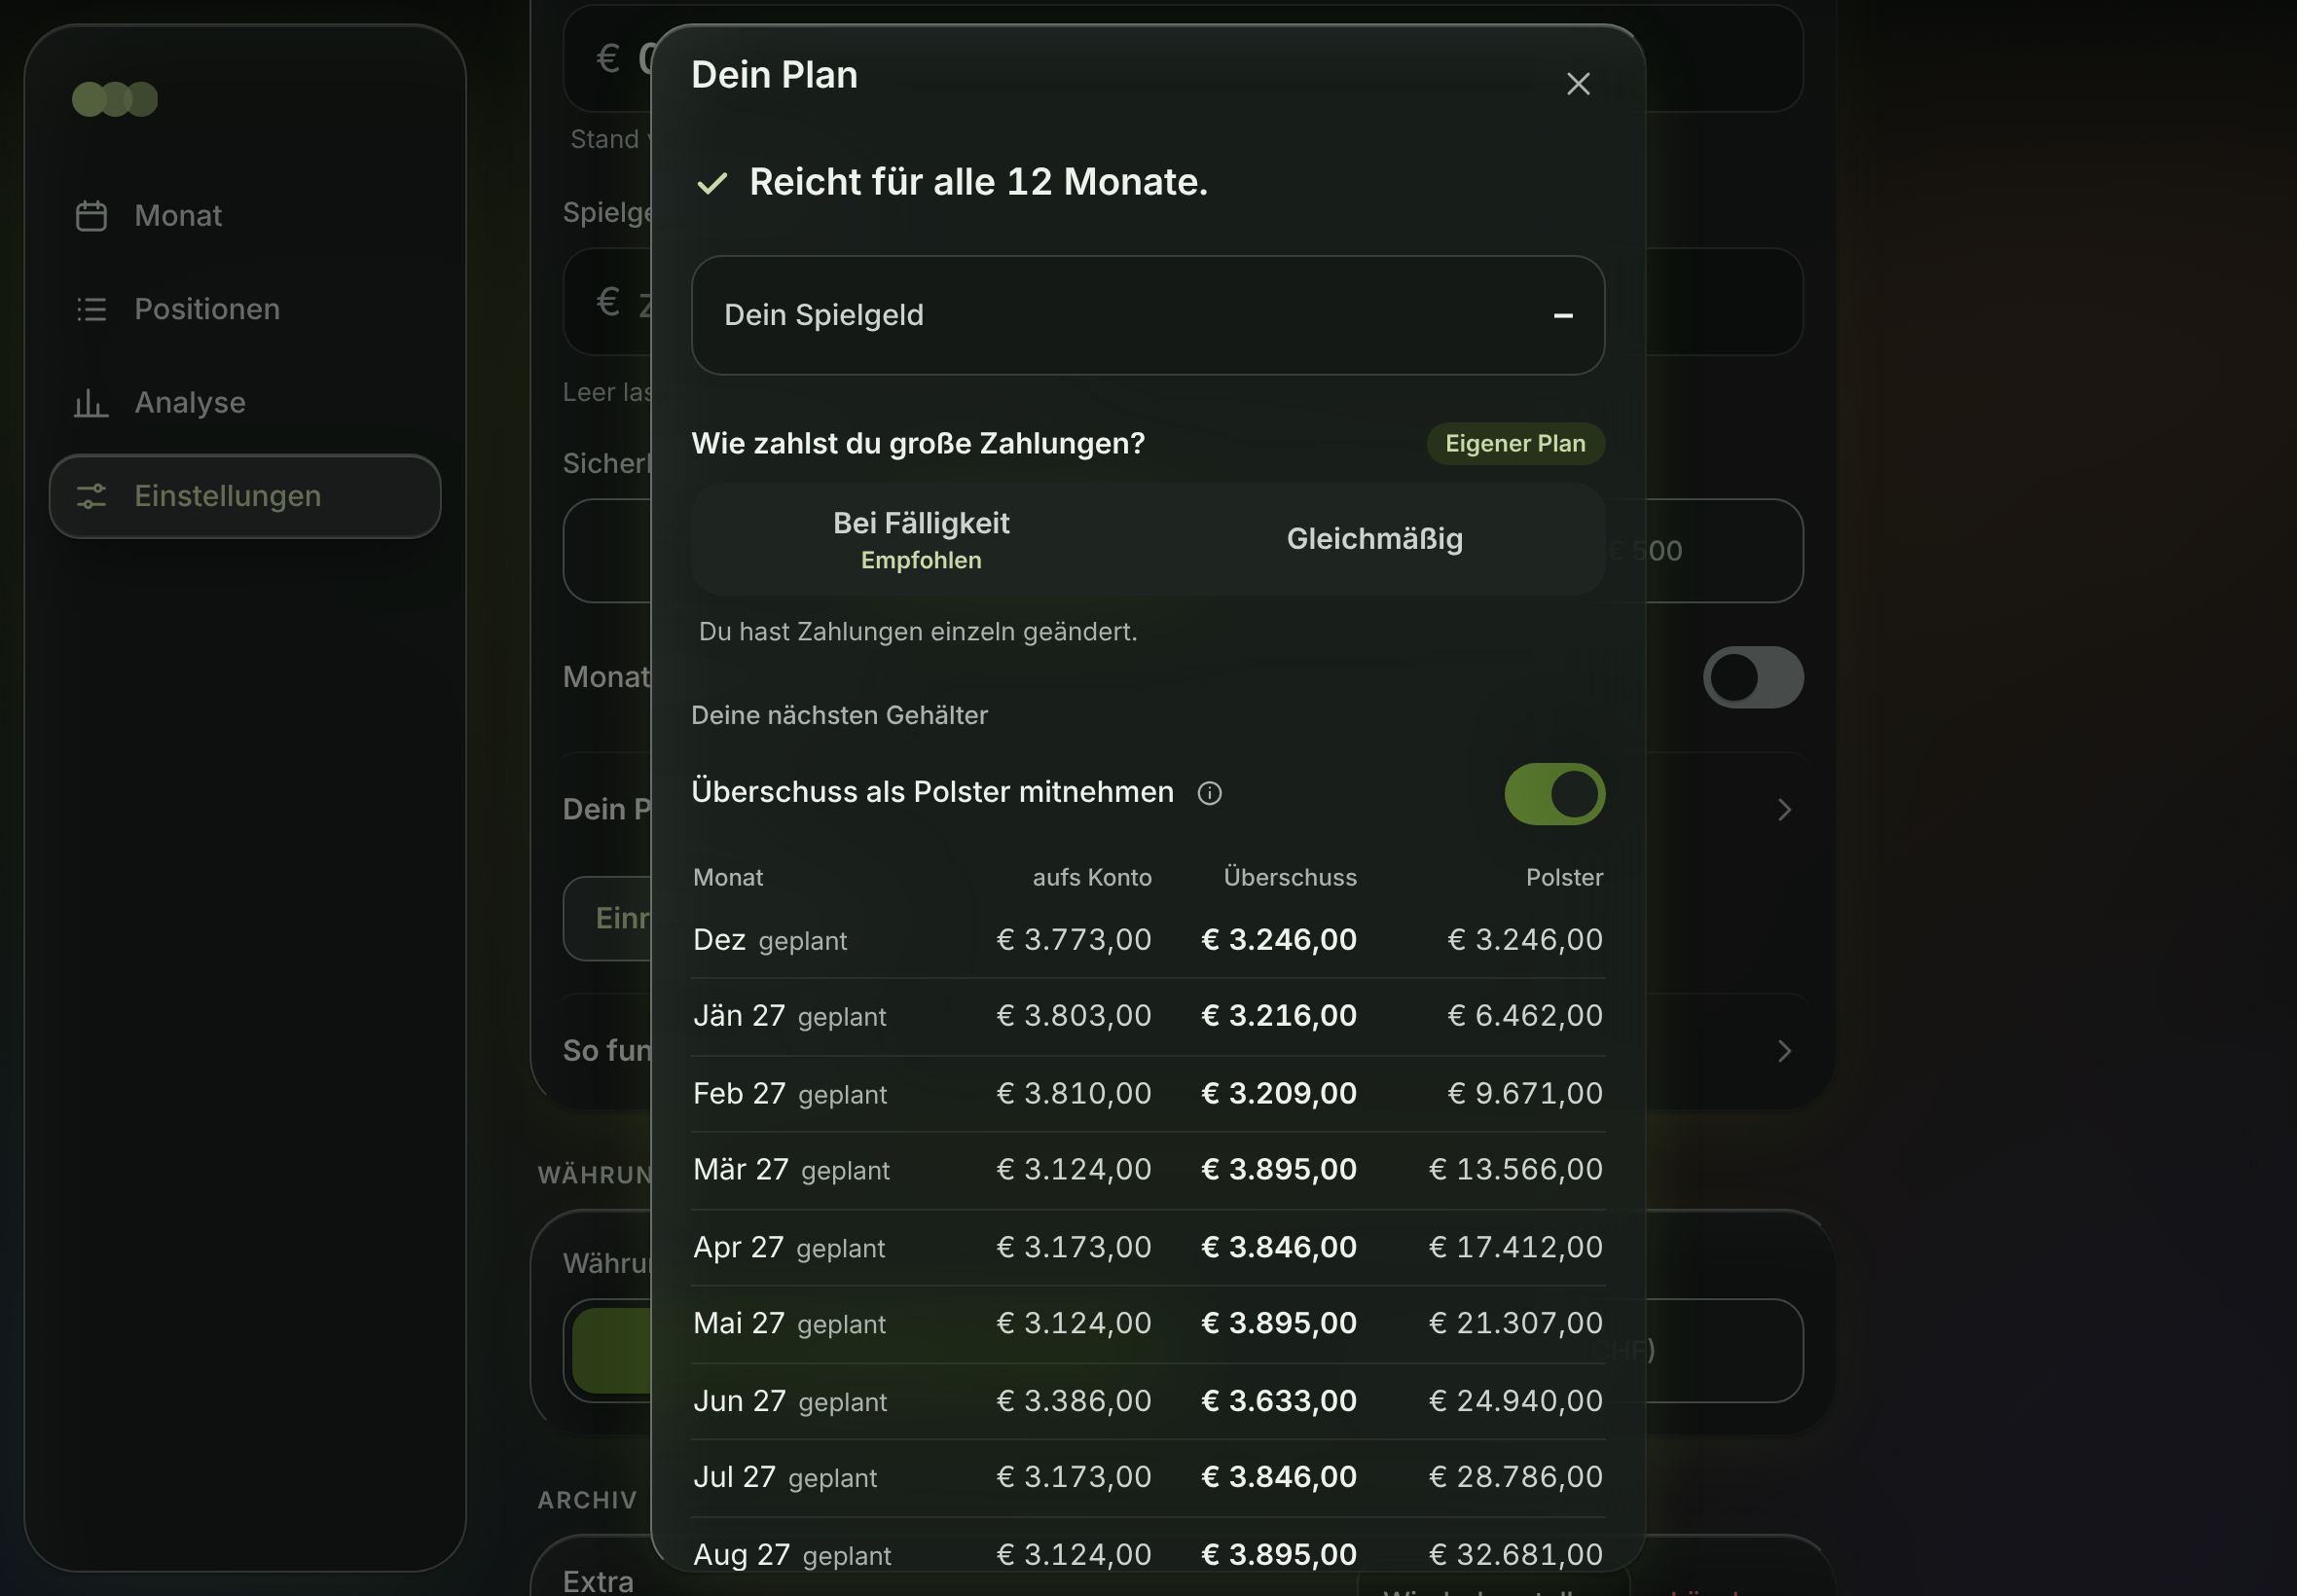 Monat
Positionen
Analyse
Einstellungen
€
Stand
€
Leer
Dein Plan
Reicht für alle 12 Monate.
Dein Spielgeld –
Wie zahlst du große Zahlungen? Eigener Plan
Bei Fälligkeit Gleichmäßig
Empfohlen
Du hast Zahlungen einzeln geändert.
Deine nächsten Gehälter
Überschuss als Polster mitnehmen
Monat aufs Konto Überschuss Polster
Dez geplant € 3.773,00 € 3.246,00 € 3.246,00
Jän 27 geplant € 3.803,00 € 3.216,00 € 6.462,00
Feb 27 geplant € 3.810,00 € 3.209,00 € 9.671,00
Mär 27 geplant € 3.124,00 € 3.895,00 € 13.566,00
Apr 27 geplant € 3.173,00 € 3.846,00 € 17.412,00
Mai 27 geplant € 3.124,00 € 3.895,00 € 21.307,00
Jun 27 geplant € 3.386,00 € 3.633,00 € 24.940,00
Jul 27 geplant € 3.173,00 € 3.846,00 € 28.786,00
Aug 27 geplant € 3.124,00 € 3.895,00 € 32.681,00
€ 500
Dein
So
ARCHIV
Extra